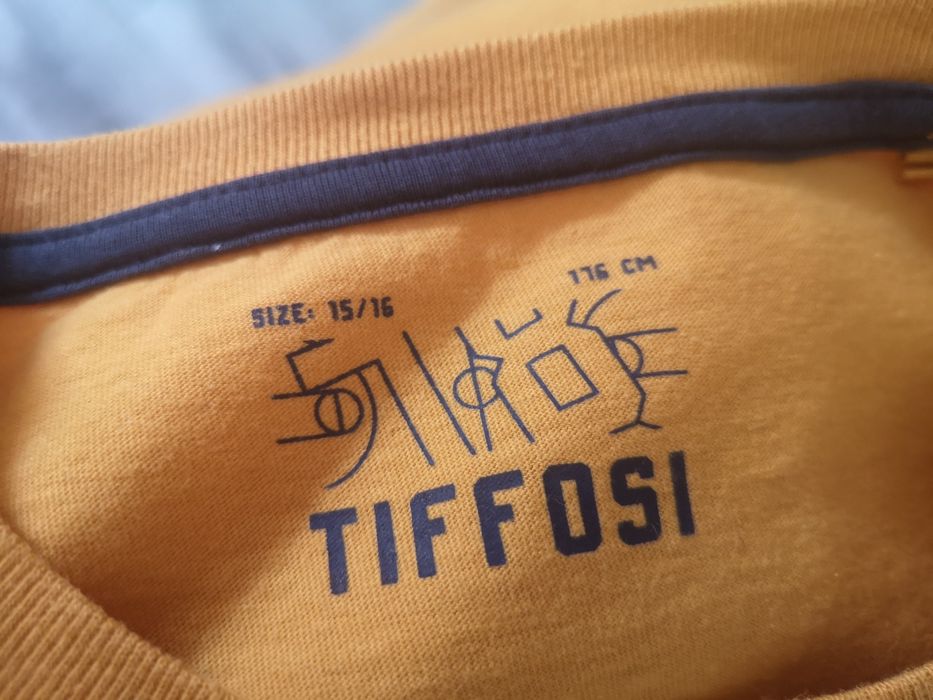 SIZE: 15/16
176 CM
TIFFOSI